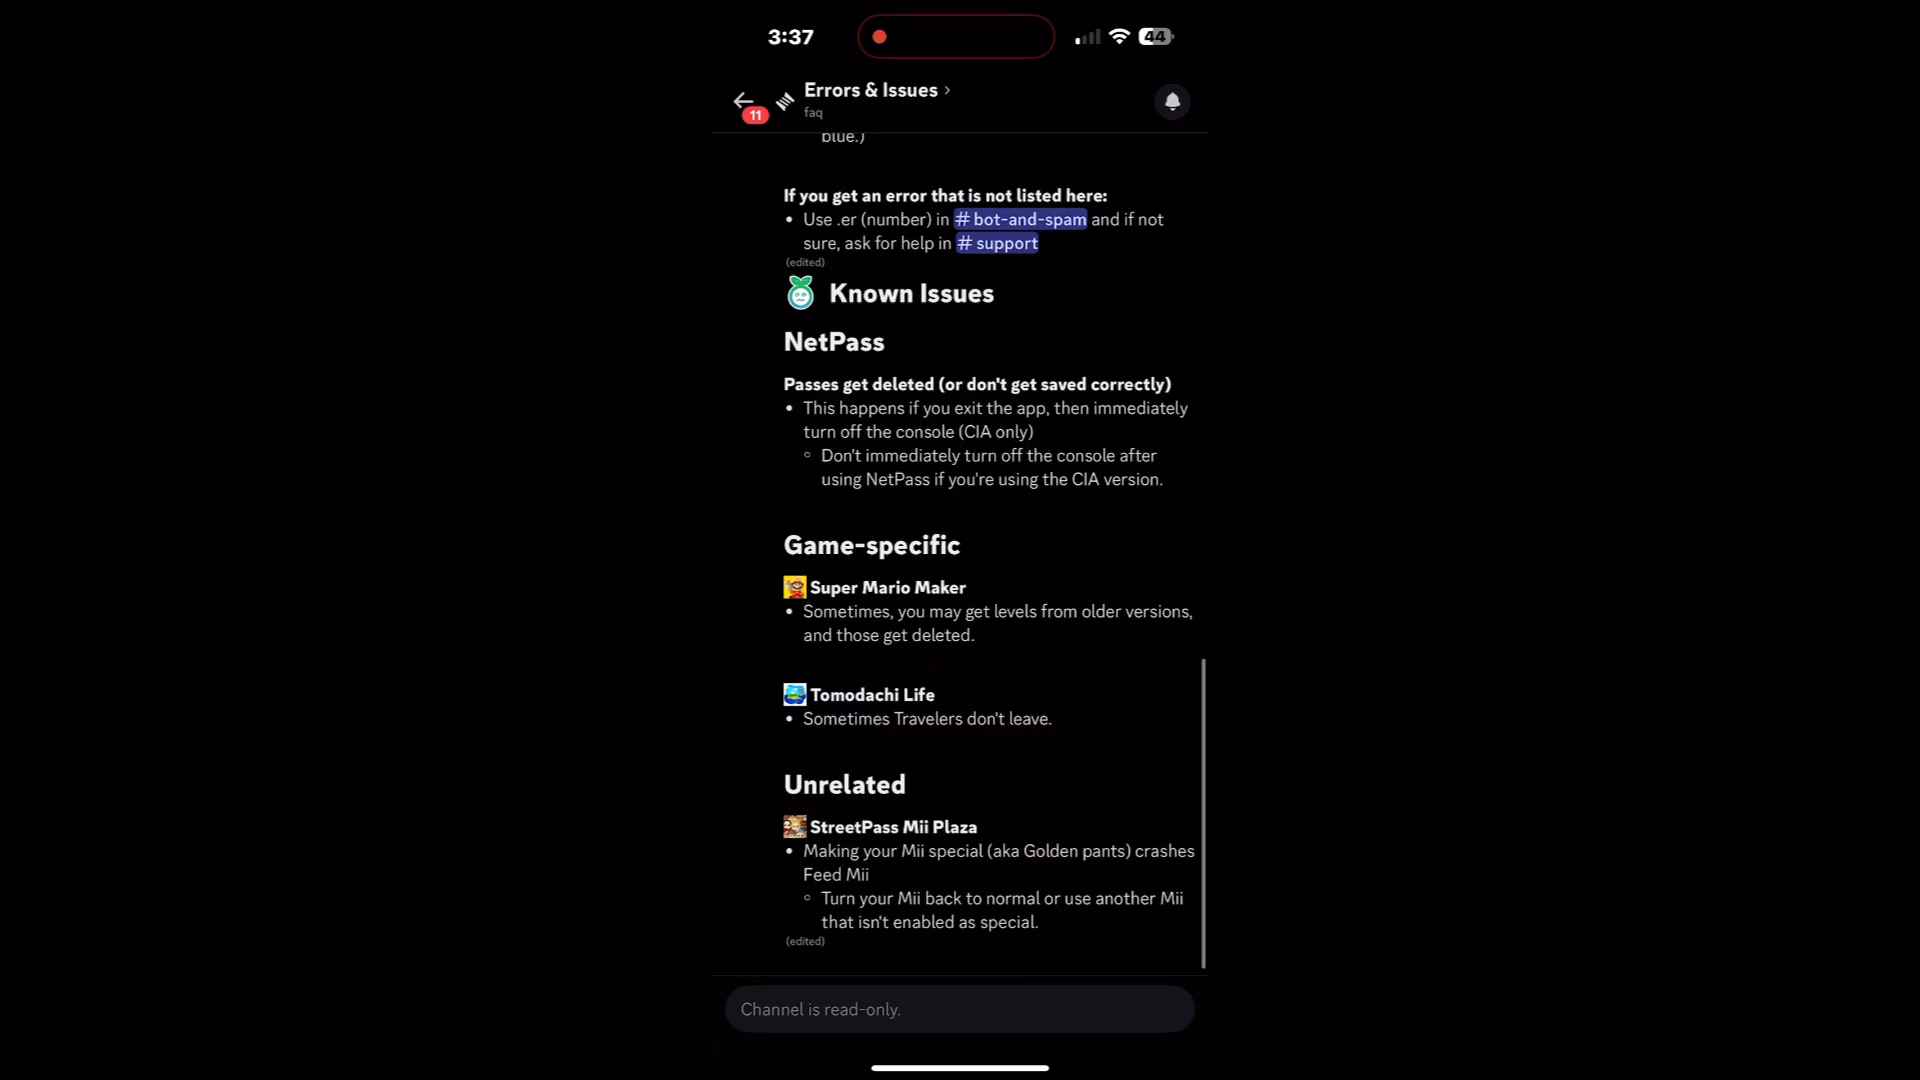 3:37
44
Errors & Issues ›
11
faq
blue.)
If you get an error that is not listed here:
• Use .er (number) in # bot-and-spam and if not
sure, ask for help in # support
(edited)
Known Issues
NetPass
Passes get deleted (or don't get saved correctly)
• This happens if you exit the app, then immediately
turn off the console (CIA only)
◦ Don't immediately turn off the console after
using NetPass if you're using the CIA version.
Game-specific
Super Mario Maker
• Sometimes, you may get levels from older versions,
and those get deleted.
Tomodachi Life
• Sometimes Travelers don't leave.
Unrelated
StreetPass Mii Plaza
• Making your Mii special (aka Golden pants) crashes
Feed Mii
◦ Turn your Mii back to normal or use another Mii
that isn't enabled as special.
(edited)
Channel is read-only.